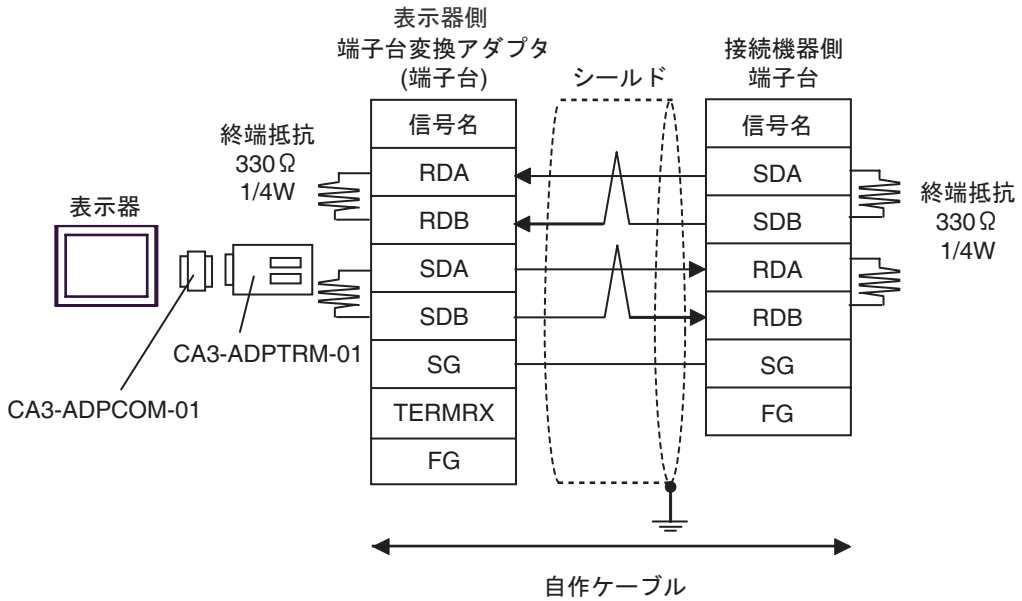 表示器側
端子台変換アダプタ
(端子台)
シールド
接続機器側
端子台
終端抵抗
330Ω
1/4W
信号名
RDA
RDB
SDA
SDB
SG
TERMRX
FG
信号名
SDA
SDB
RDA
RDB
SG
FG
終端抵抗
330Ω
1/4W
表示器
CA3-ADPTRM-01
CA3-ADPCOM-01
自作ケーブル